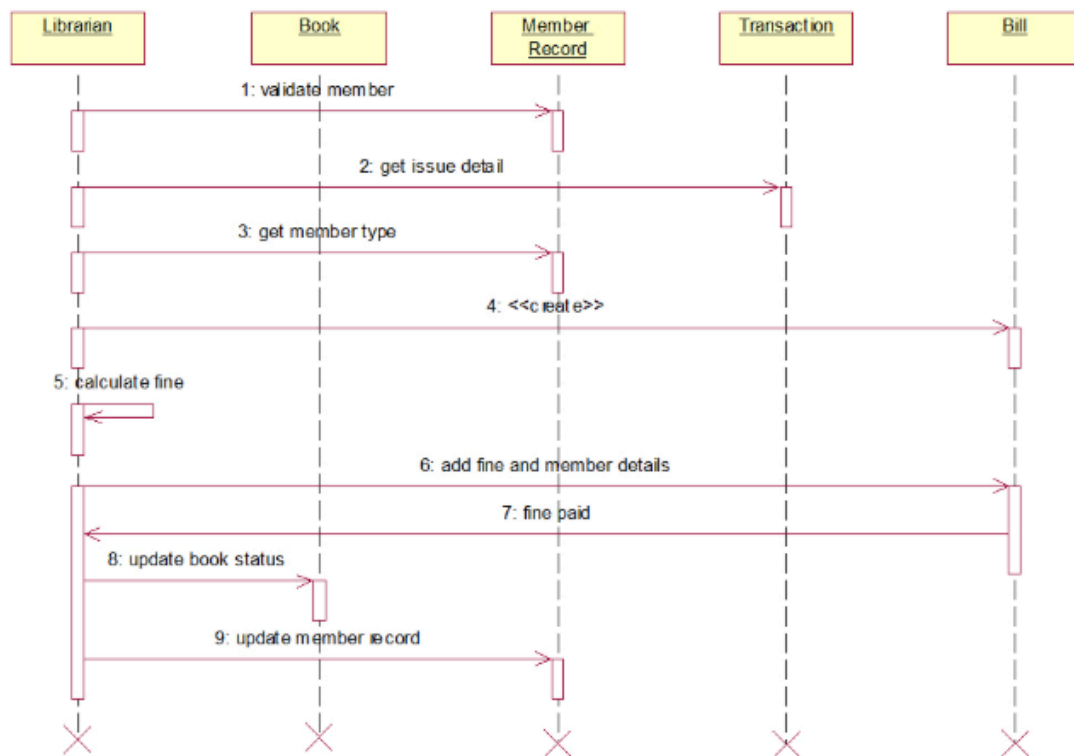 Librarian
Book
Member
Record
Transaction
Bill
1: validate member
2: get issue detail
3: get member type
4: <<create>>
5: calculate fine
6: add fine and member details
7: fine paid
8: update book status
9: update member record